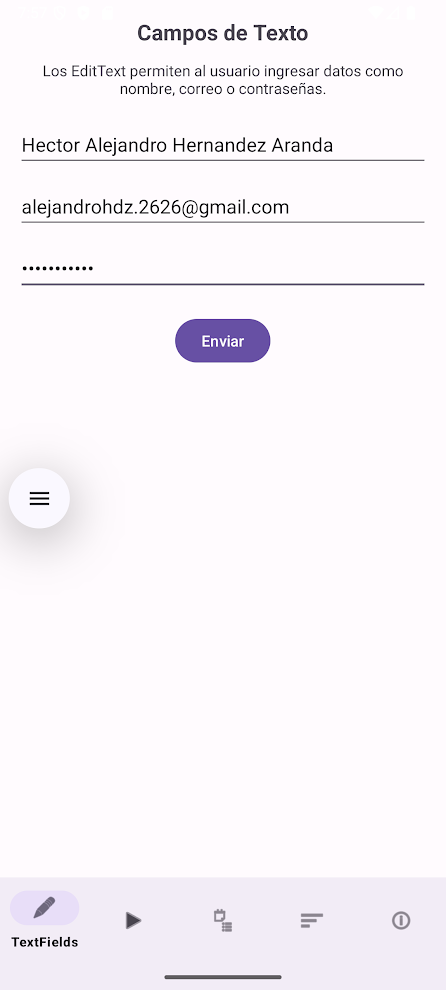 Campos de Texto
Los EditText permiten al usuario ingresar datos como
nombre, correo o contraseñas.
Hector Alejandro Hernandez Aranda
alejandrohdz.2626@gmail.com
•••••••••••
Enviar
TextFields